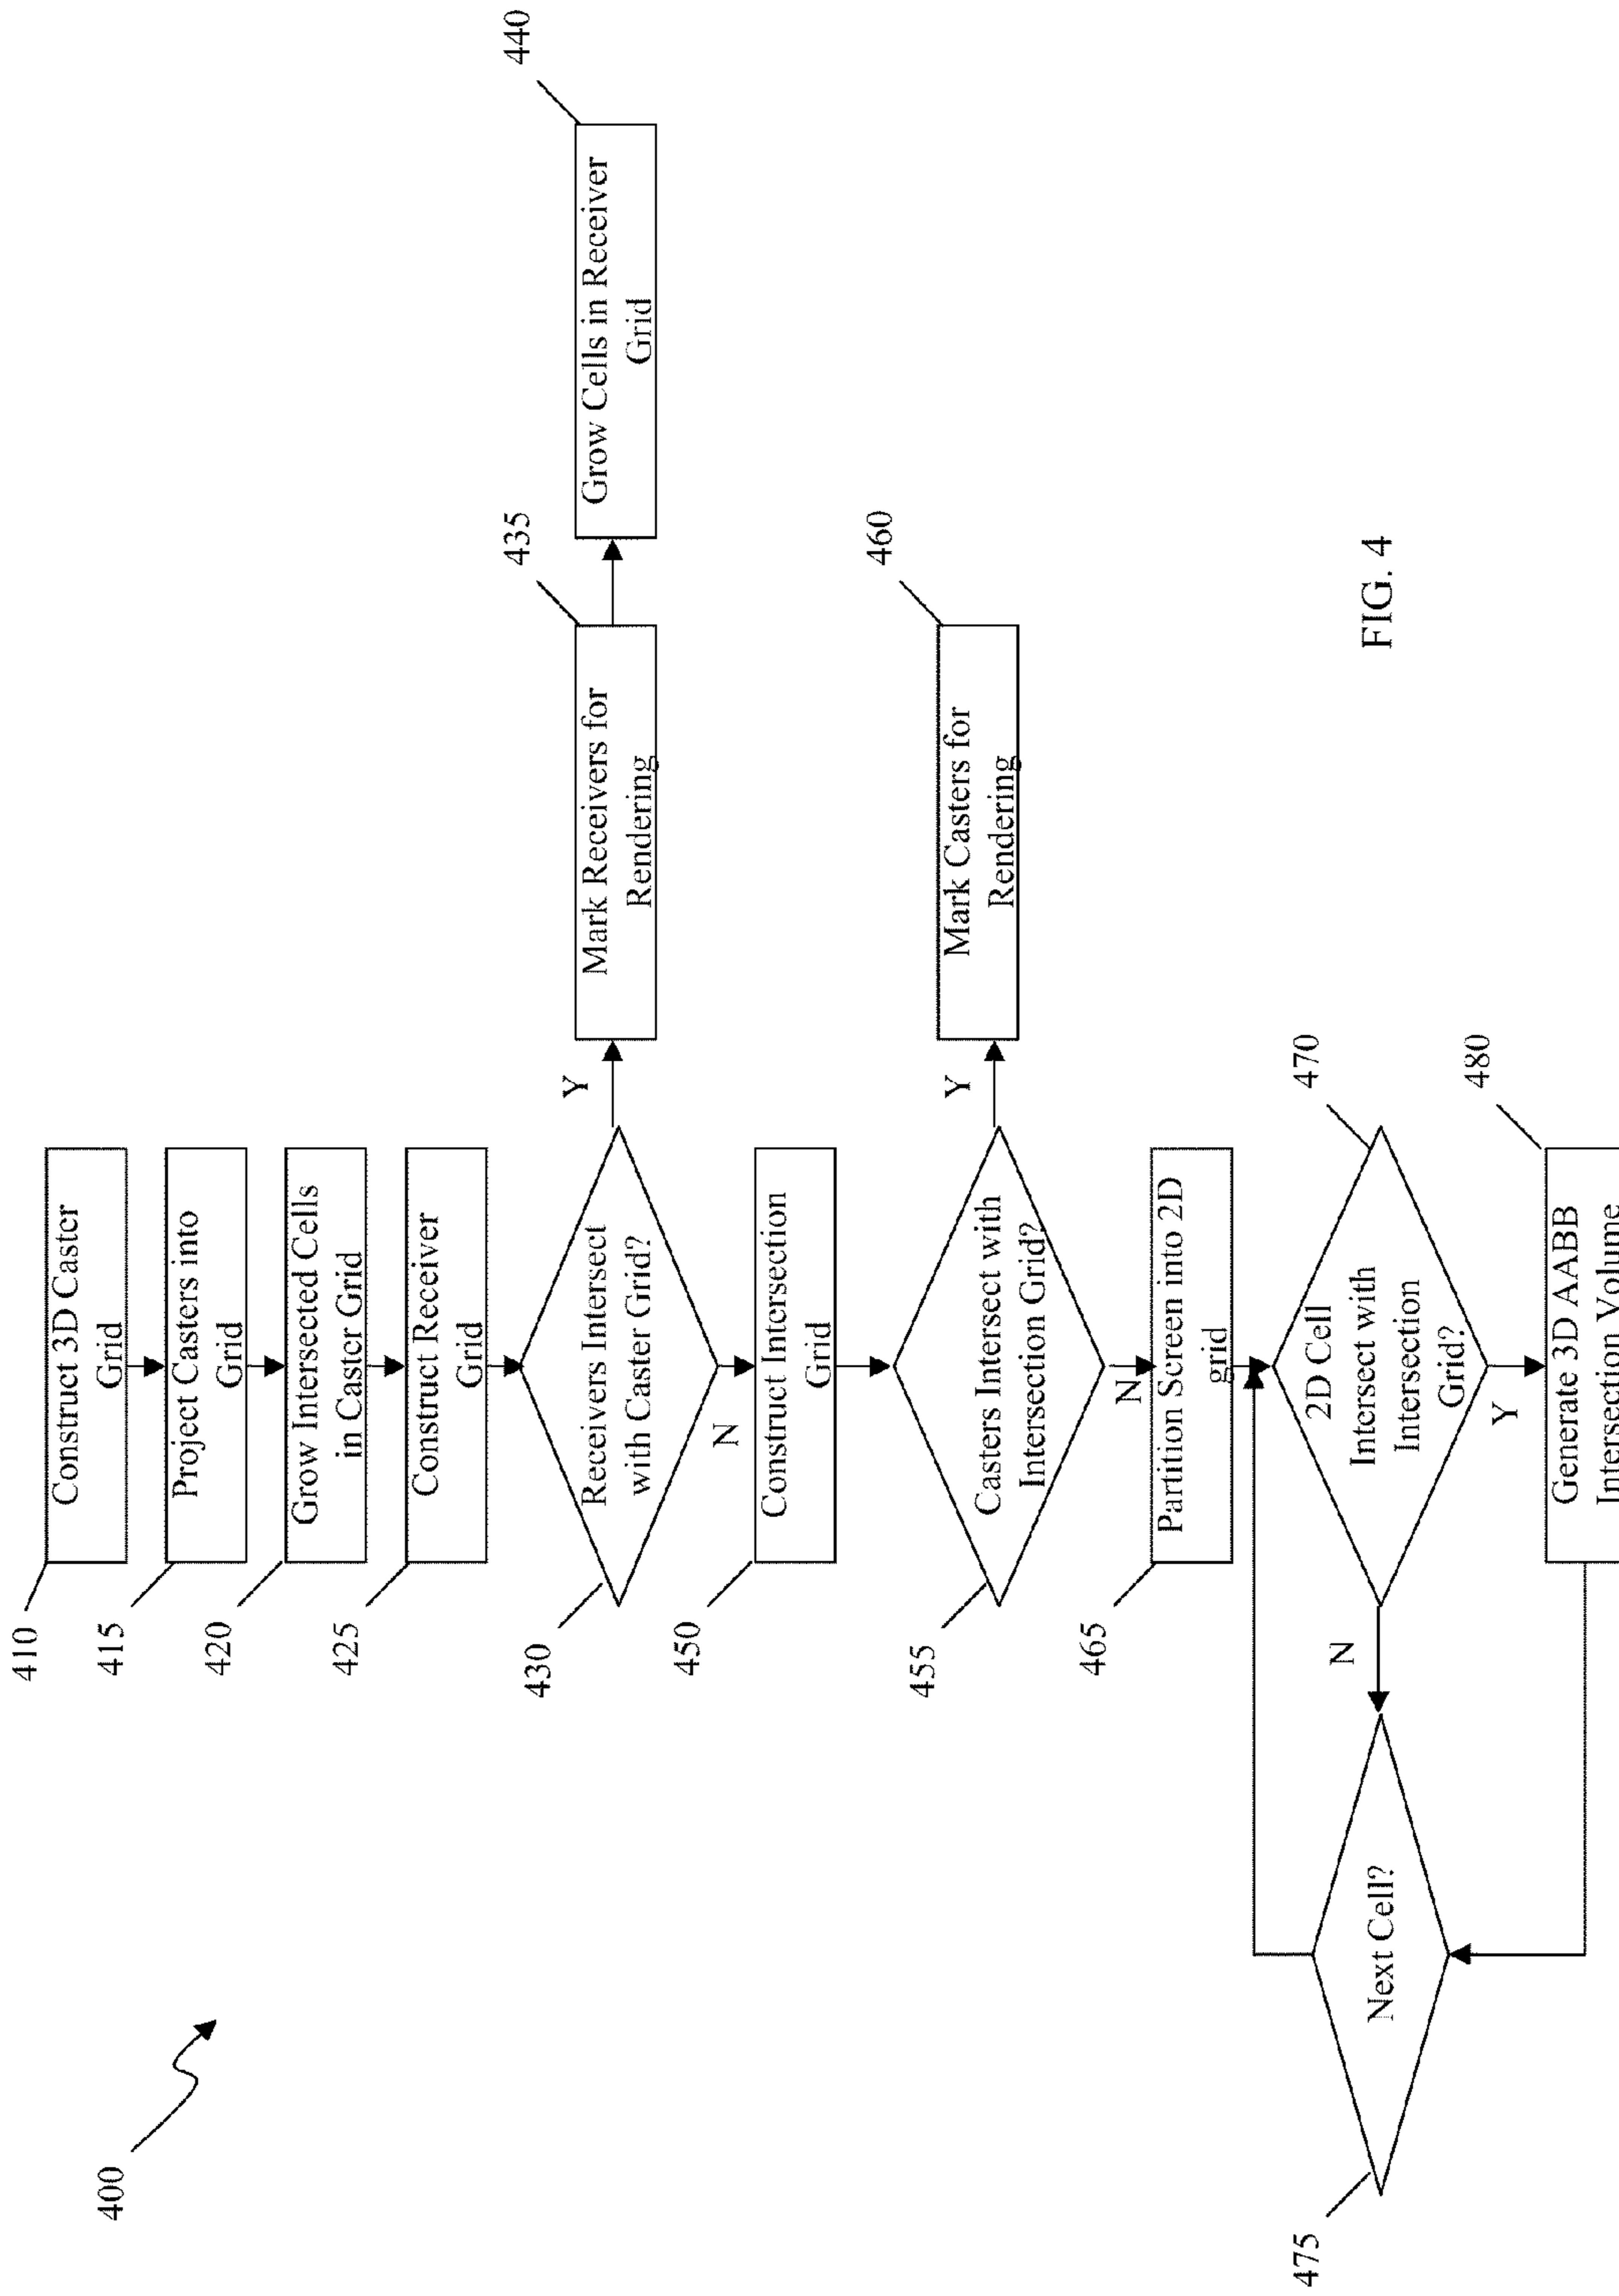 400
410
Construct 3D Caster
Grid
415
Project Casters into
Grid
420
Grow Intersected Cells
in Caster Grid
425
Construct Receiver
Grid
430
Receivers Intersect
with Caster Grid?
Y
435
Mark Receivers for
Rendering
440
Grow Cells in Receiver
Grid
N
450
Construct Intersection
Grid
455
Casters Intersect with
Intersection Grid?
Y
460
Mark Casters for
Rendering
N
465
Partition Screen into 2D
grid
470
2D Cell
Intersect with
Intersection
Grid?
N
475
Next Cell?
Y
480
Generate 3D AABB
Intersection Volume
FIG. 4